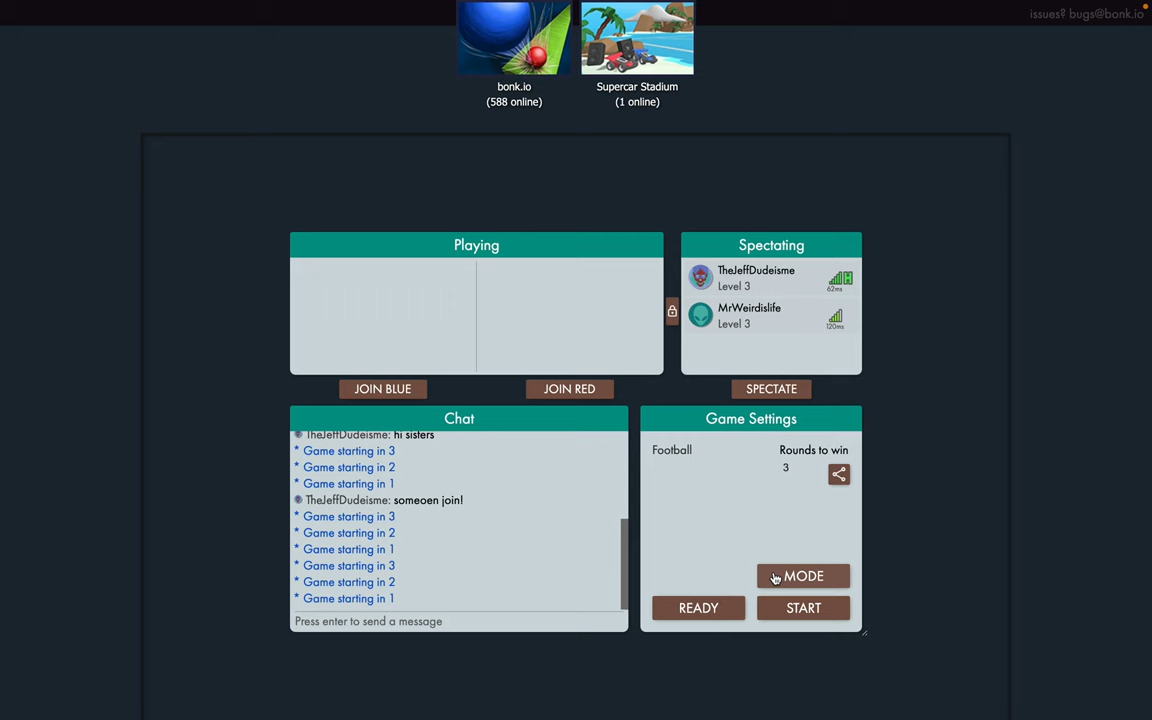 issues? bugs@bonk.io
bonk.io
(588 online)
Supercar Stadium
(1 online)
Playing
Spectating
TheJeffDudeisme
Level 3
62ms
H
MrWeirdislife
Level 3
120ms
JOIN BLUE
JOIN RED
SPECTATE
Chat
TheJeffDudeisme: hi sisters
* Game starting in 3
* Game starting in 2
* Game starting in 1
TheJeffDudeisme: someoen join!
* Game starting in 3
* Game starting in 2
* Game starting in 1
* Game starting in 3
* Game starting in 2
* Game starting in 1
Press enter to send a message
Game Settings
Football
Rounds to win
3
MODE
READY
START